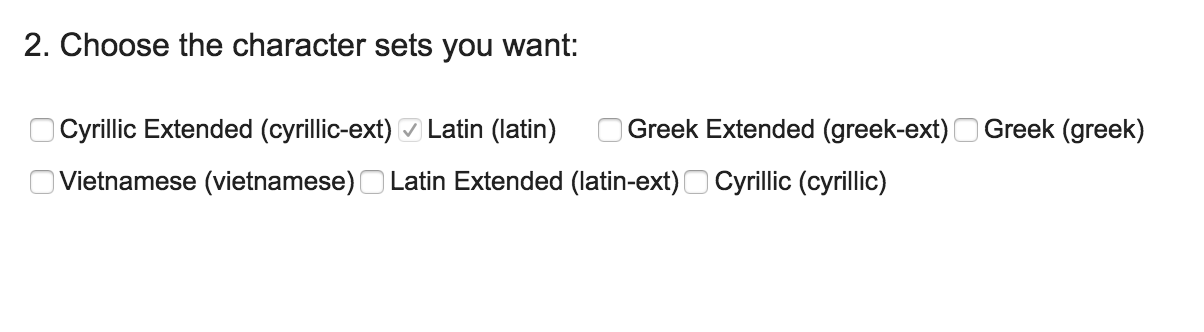 2. Choose the character sets you want:
Cyrillic Extended (cyrillic-ext) Latin (latin) Greek Extended (greek-ext) Greek (greek)
Vietnamese (vietnamese) Latin Extended (latin-ext) Cyrillic (cyrillic)